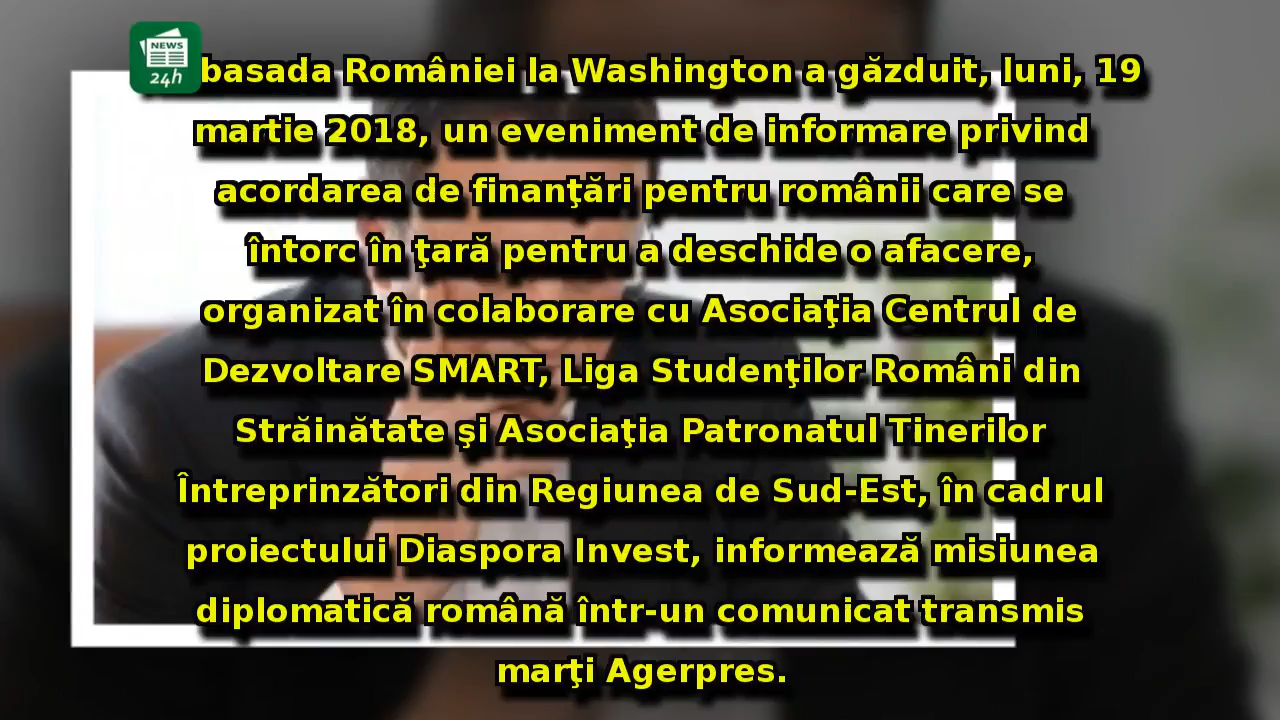 NEWS
24h
basada României la Washington a găzduit, luni, 19
martie 2018, un eveniment de informare privind
acordarea de finanţări pentru românii care se
întorc în ţară pentru a deschide o afacere,
organizat în colaborare cu Asociaţia Centrul de
Dezvoltare SMART, Liga Studenţilor Români din
Străinătate şi Asociaţia Patronatul Tinerilor
Întreprinzători din Regiunea de Sud-Est, în cadrul
proiectului Diaspora Invest, informează misiunea
diplomatică română într-un comunicat transmis
marţi Agerpres.